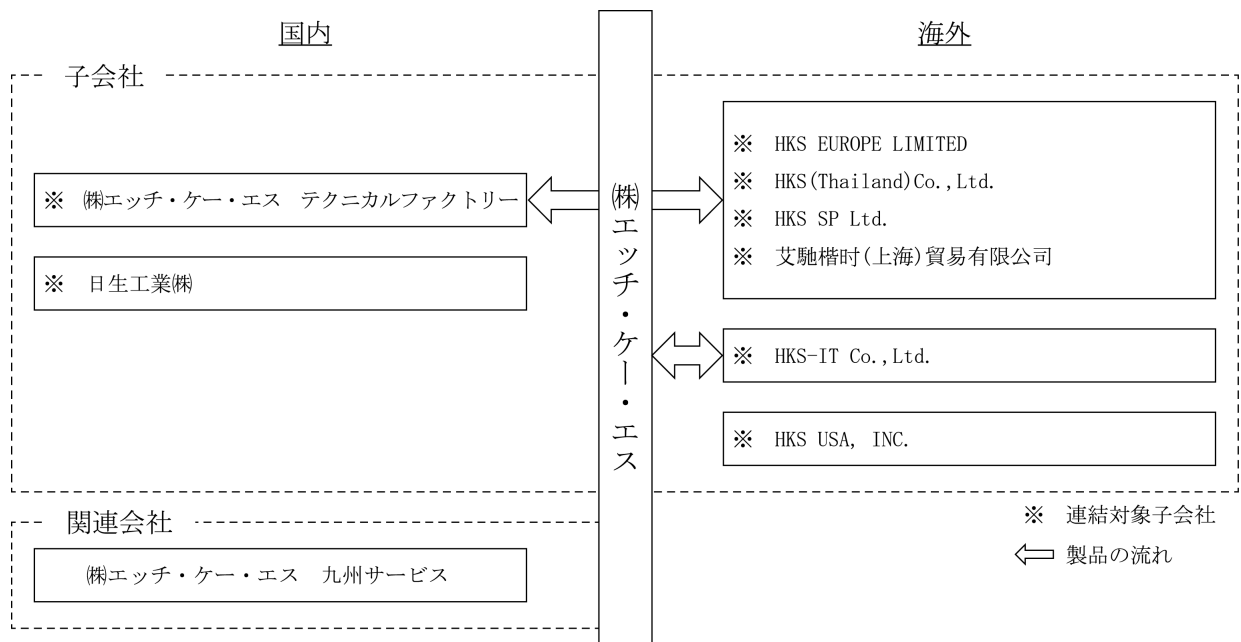 国内
海外
子会社
※ ㈱エッチ・ケー・エス テクニカルファクトリー
※ 日生工業㈱
㈱エッチ・ケー・エス
※ HKS EUROPE LIMITED
※ HKS(Thailand)Co.,Ltd.
※ HKS SP Ltd.
※ 艾馳楷时(上海)貿易有限公司
※ HKS-IT Co.,Ltd.
※ HKS USA, INC.
関連会社
㈱エッチ・ケー・エス 九州サービス
※ 連結対象子会社
製品の流れ